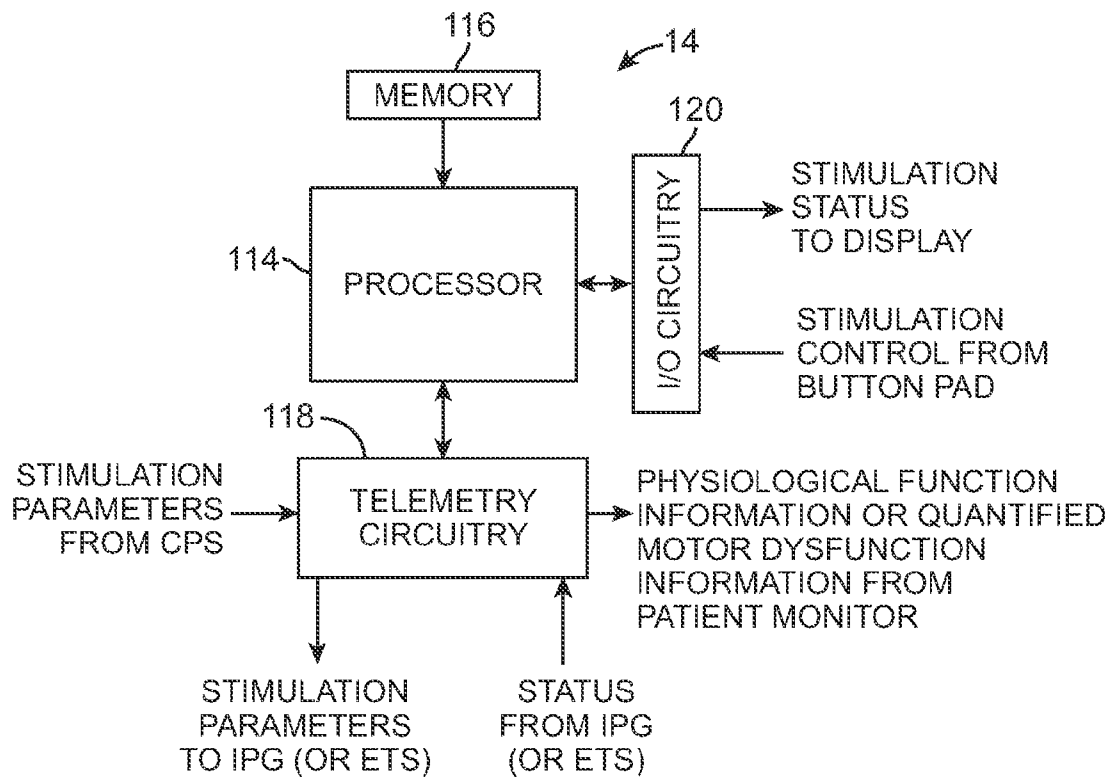 116
14
MEMORY
120
114
PROCESSOR
I/O CIRCUITRY
STIMULATION
STATUS
TO DISPLAY
STIMULATION
CONTROL FROM
BUTTON PAD
118
STIMULATION
PARAMETERS
FROM CPS
TELEMETRY
CIRCUITRY
PHYSIOLOGICAL FUNCTION
INFORMATION OR QUANTIFIED
MOTOR DYSFUNCTION
INFORMATION FROM
PATIENT MONITOR
STIMULATION
PARAMETERS
TO IPG (OR ETS)
STATUS
FROM IPG
(OR ETS)